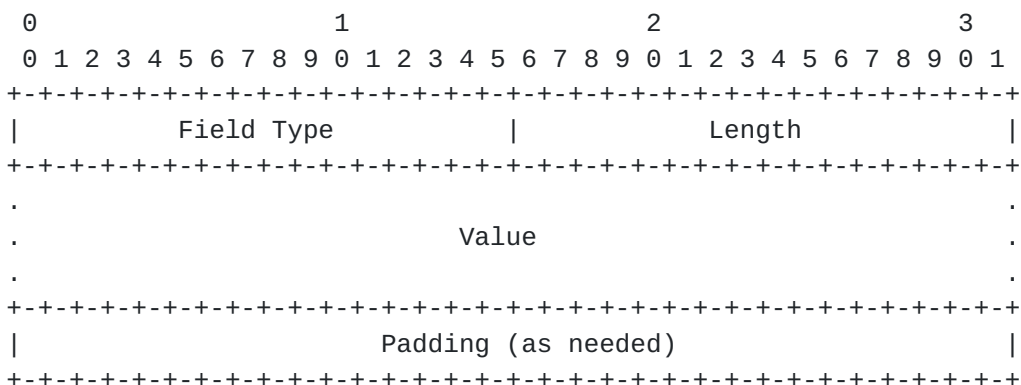 0                   1                   2                   3
 0 1 2 3 4 5 6 7 8 9 0 1 2 3 4 5 6 7 8 9 0 1 2 3 4 5 6 7 8 9 0 1
+-+-+-+-+-+-+-+-+-+-+-+-+-+-+-+-+-+-+-+-+-+-+-+-+-+-+-+-+-+-+-+-+
|          Field Type           |            Length             |
+-+-+-+-+-+-+-+-+-+-+-+-+-+-+-+-+-+-+-+-+-+-+-+-+-+-+-+-+-+-+-+-+
.                                                               .
.                            Value                              .
.                                                               .
+-+-+-+-+-+-+-+-+-+-+-+-+-+-+-+-+-+-+-+-+-+-+-+-+-+-+-+-+-+-+-+-+
|                       Padding (as needed)                     |
+-+-+-+-+-+-+-+-+-+-+-+-+-+-+-+-+-+-+-+-+-+-+-+-+-+-+-+-+-+-+-+-+